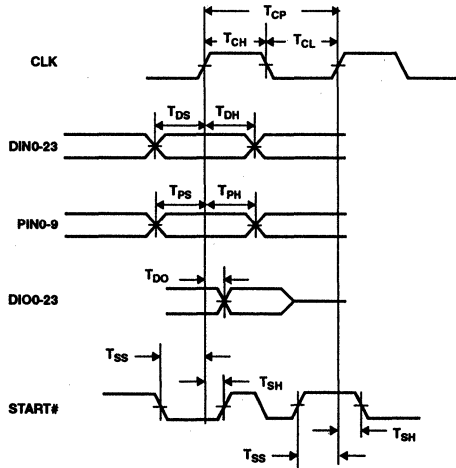 TCP
TCH TCL
CLK
TDS TDH
DIN0-23
TPS TPH
PIN0-9
TDO
DIO0-23
TSS
TSH
START#
TSS
TSH